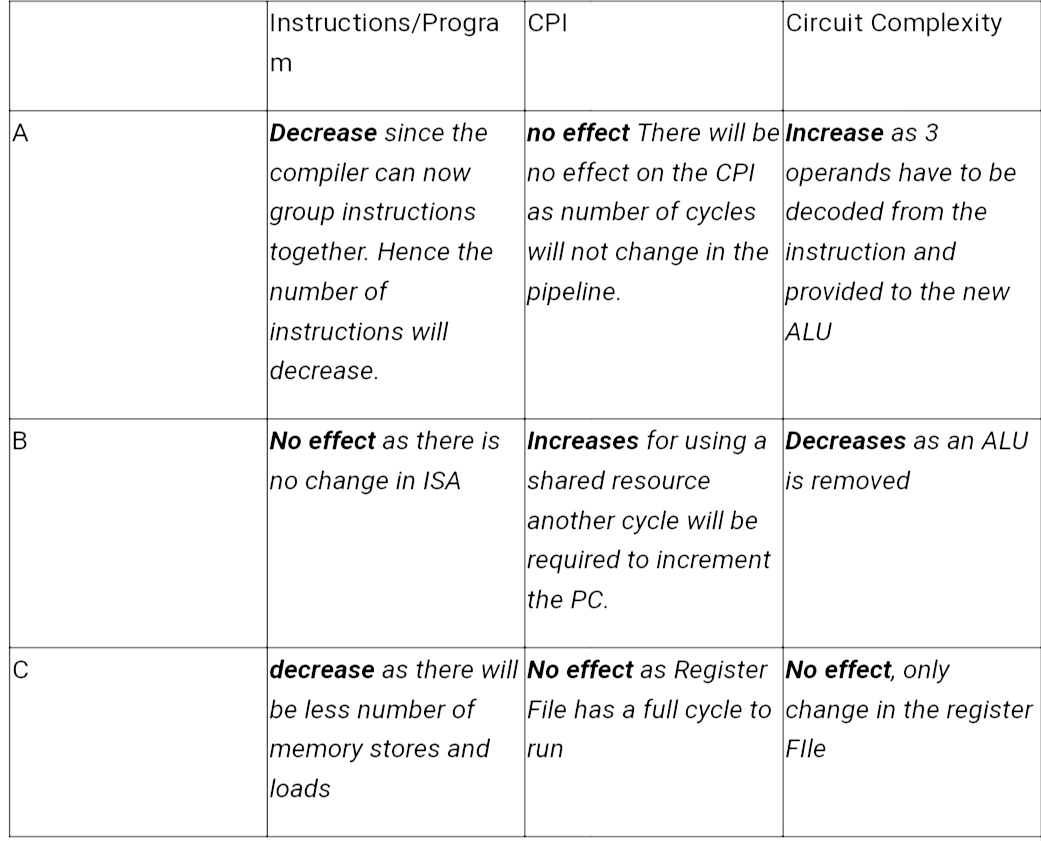 Instructions/Progra
m
CPI
Circuit Complexity
A
Decrease since the
compiler can now
group instructions
together. Hence the
number of
instructions will
decrease.
no effect There will be
no effect on the CPI
as number of cycles
will not change in the
pipeline.
Increase as 3
operands have to be
decoded from the
instruction and
provided to the new
ALU
B
No effect as there is
no change in ISA
Increases for using a
shared resource
another cycle will be
required to increment
the PC.
Decreases as an ALU
is removed
C
decrease as there will
be less number of
memory stores and
loads
No effect as Register
File has a full cycle to
run
No effect, only
change in the register
FIle